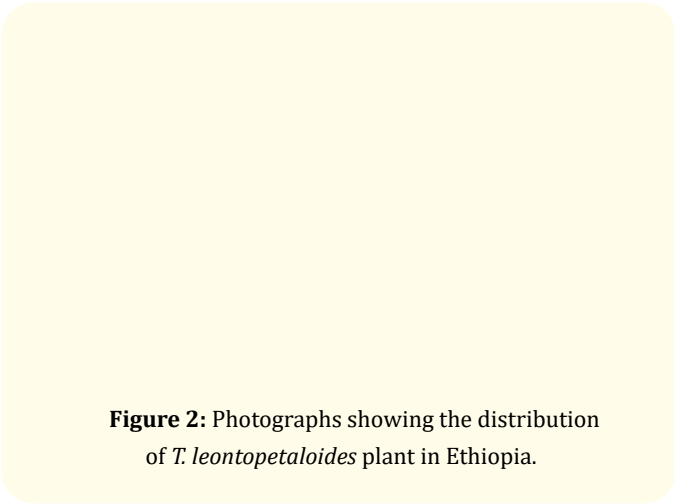 Figure 2: Photographs showing the distribution
of T. leontopetaloides plant in Ethiopia.